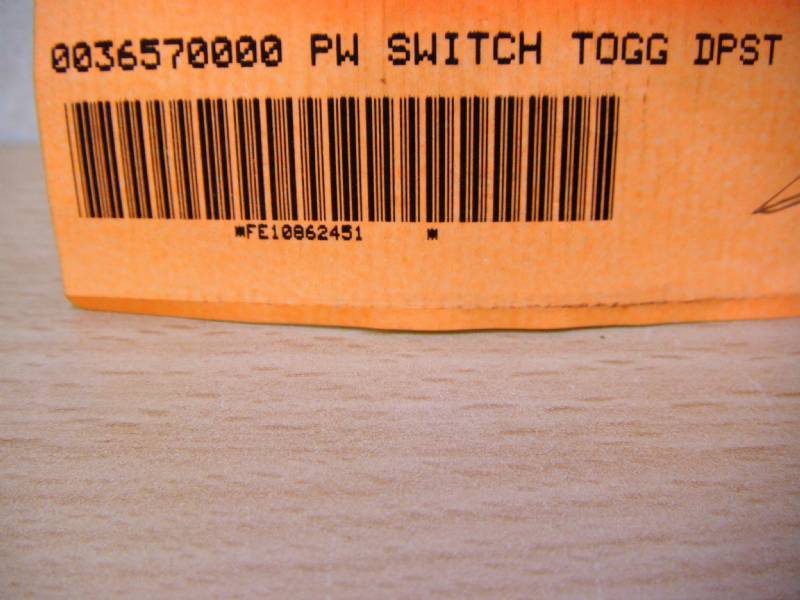 0036570000 PW SWITCH TOGG DPST
*FE10862451 *